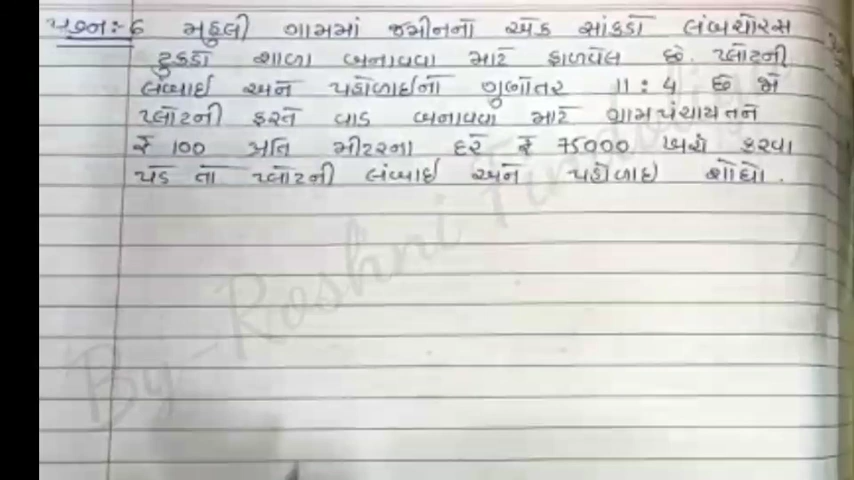 પ્રશ્નઃ- 6 મહુલી ગામમાં જમીનનો એક સાંકડો લંબચોરસ
ટુકડો શાળા બનાવવા માટે ફાળવેલ છે. પ્લોટની
લંબાઈ અને પહોળાઈનો ગુણોતર 11 : 4 છે જો
પ્લોટની ફરતે વાડ બનાવવા માટે ગ્રામપંચાયતને
₹ 100 પ્રતિ મીટરના દરે ₹ 75000 ખર્ચ કરવા
પડે તો પ્લોટની લંબાઈ અને પહોળાઈ શોધો.
By-Roshni